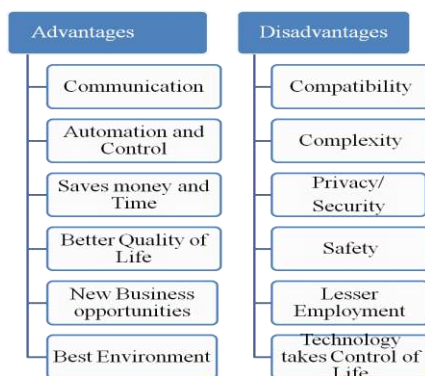 Advantages
Communication
Automation and
Control
Saves money and
Time
Better Quality of
Life
New Business
opportunities
Best Environment
Disadvantages
Compatibility
Complexity
Privacy/
Security
Safety
Lesser
Employment
Technology
takes Control of
Life